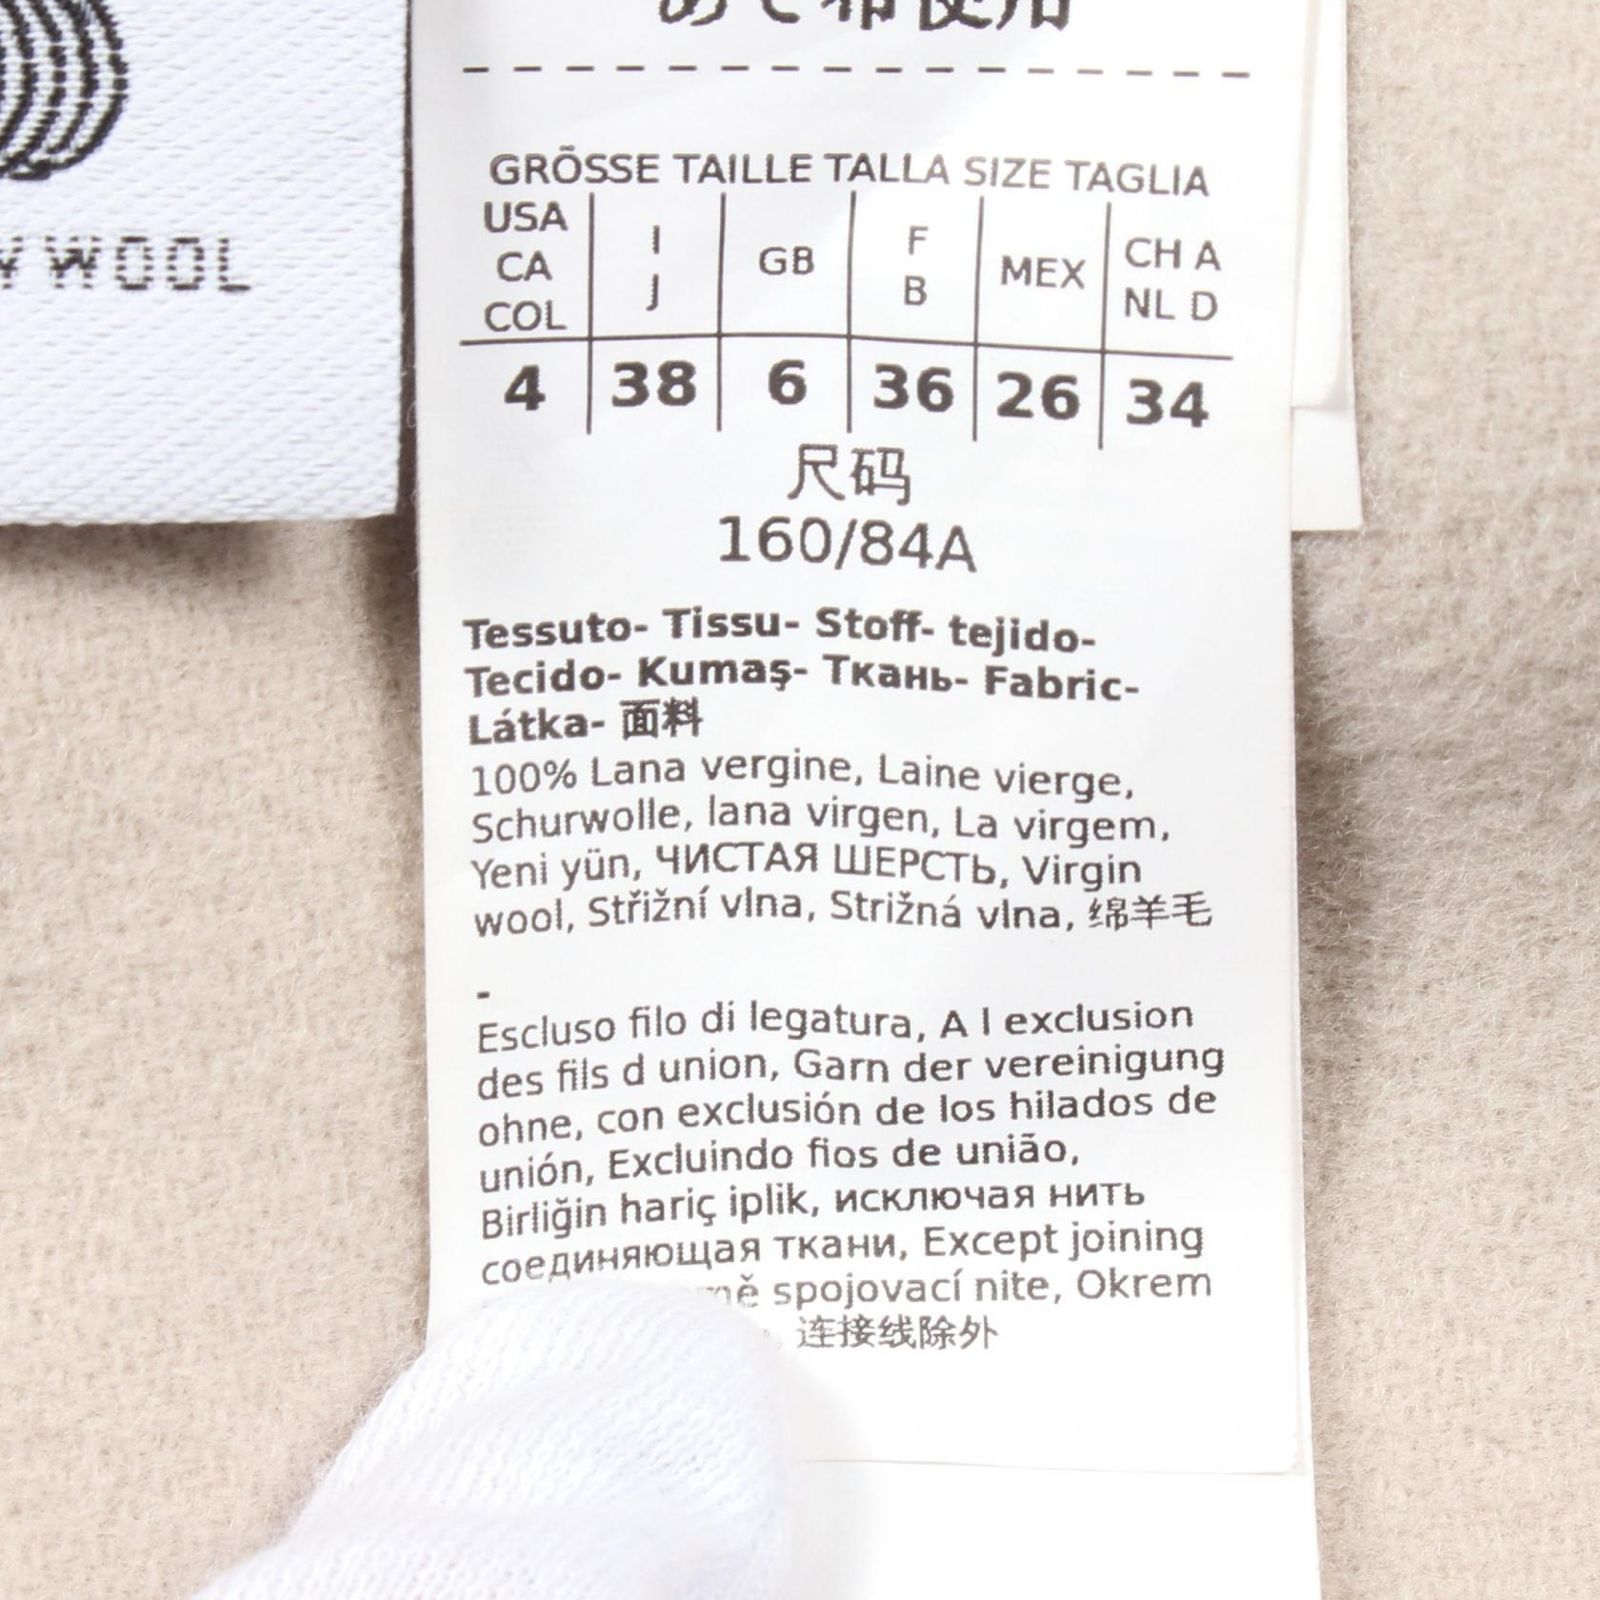 あて布使用
WOOL
GRÖSSE TAILLE TALLA SIZE TAGLIA
USA CA COL | I J | GB | F B | MEX | CH A NL D
4 | 38 | 6 | 36 | 26 | 34
尺码
160/84A
Tessuto- Tissu- Stoff- tejido-
Tecido- Kumaş- Ткань- Fabric-
Látka- 面料
100% Lana vergine, Laine vierge,
Schurwolle, lana virgen, La virgem,
Yeni yün, ЧИСТАЯ ШЕРСТЬ, Virgin
wool, Střižní vlna, Strižná vlna, 绵羊毛
-
Escluso filo di legatura, A l exclusion
des fils d union, Garn der vereinigung
ohne, con exclusión de los hilados de
unión, Excluindo fios de união,
Birliğin hariç iplik, исключая нить
соединяющая ткани, Except joining
spojovací nite, Okrem
连接线除外